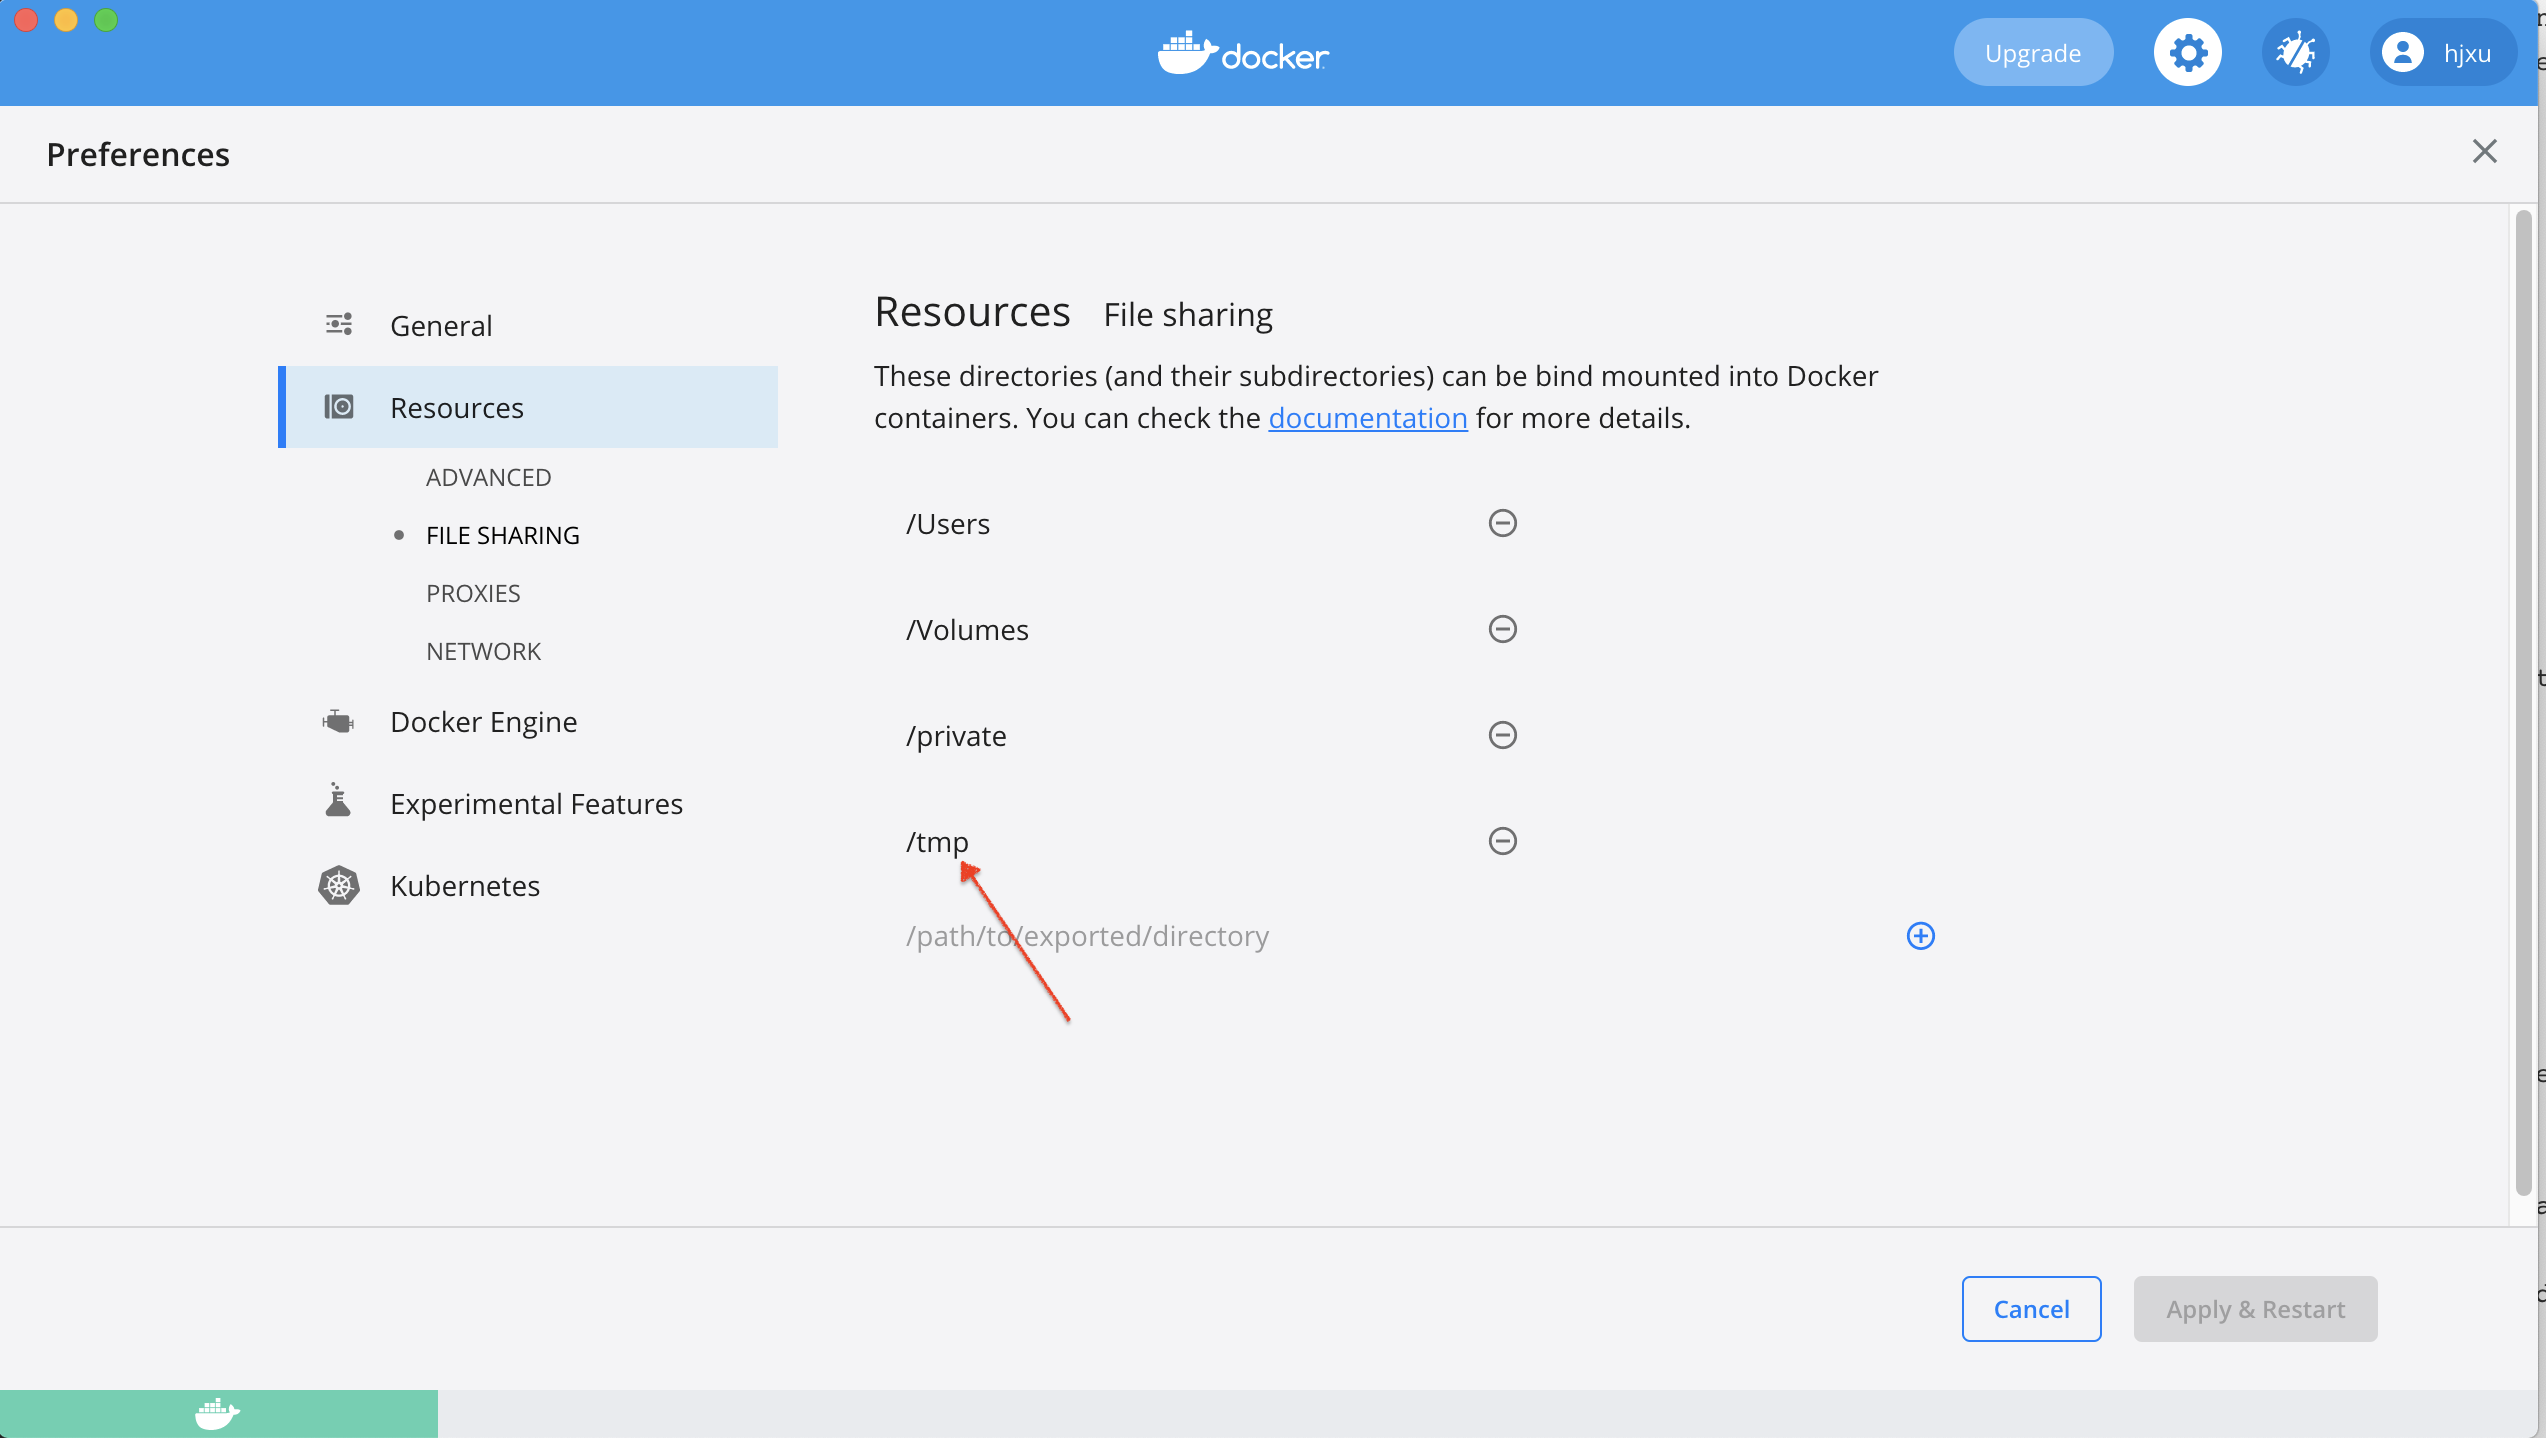 docker
Upgrade
hjxu
Preferences
General
Resources
ADVANCED
FILE SHARING
PROXIES
NETWORK
Docker Engine
Experimental Features
Kubernetes
Resources File sharing
These directories (and their subdirectories) can be bind mounted into Docker
containers. You can check the documentation for more details.
/Users
/Volumes
/private
/tmp
/path/to/exported/directory
Cancel
Apply & Restart